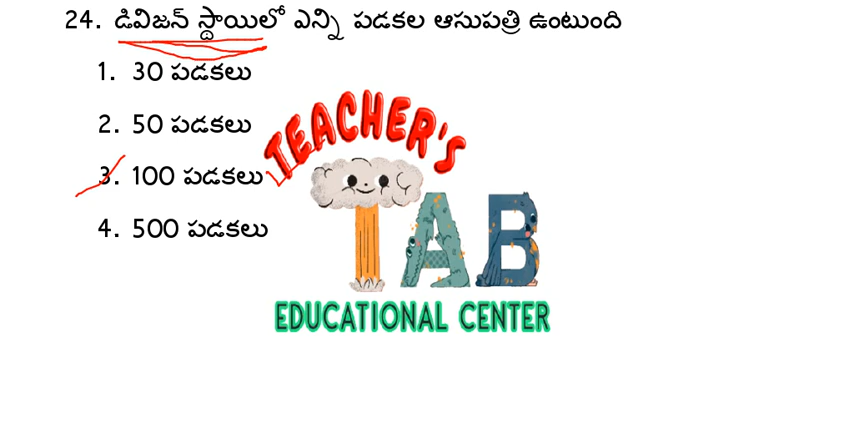 24. డివిజన్ స్థాయిలో ఎన్ని పడకల ఆసుపత్రి ఉంటుంది
1. 30 పడకలు
2. 50 పడకలు
3. 100 పడకలు
4. 500 పడకలు
TEACHER'S
TAB
EDUCATIONAL CENTER